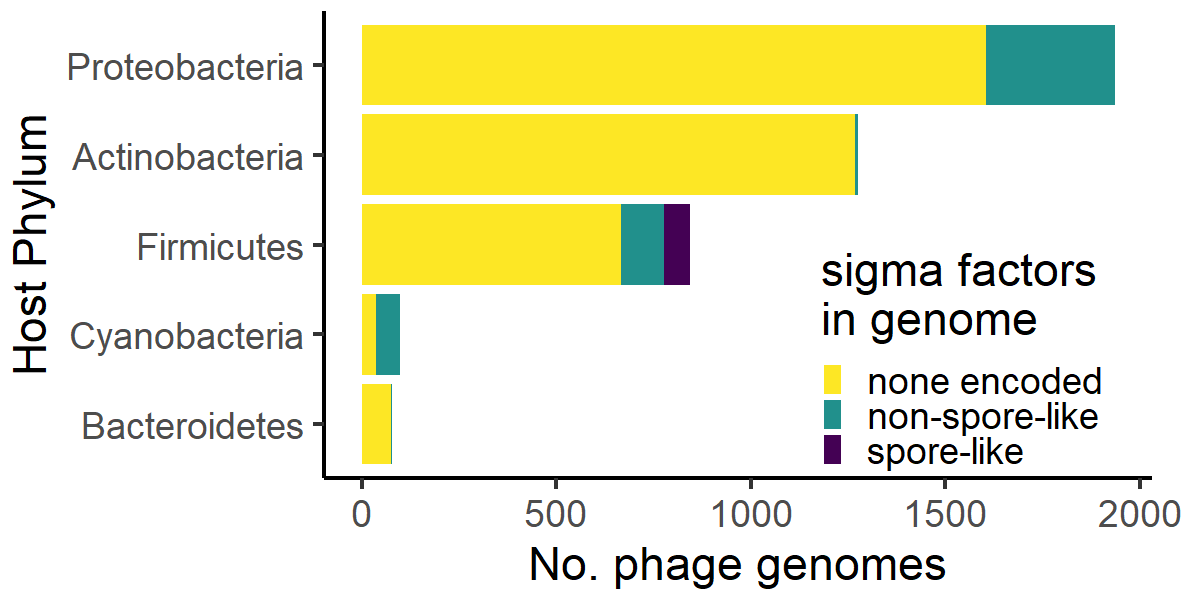 Host Phylum
Proteobacteria
Actinobacteria
Firmicutes
Cyanobacteria
Bacteroidetes
sigma factors
in genome
none encoded
non-spore-like
spore-like
0 500 1000 1500 2000
No. phage genomes